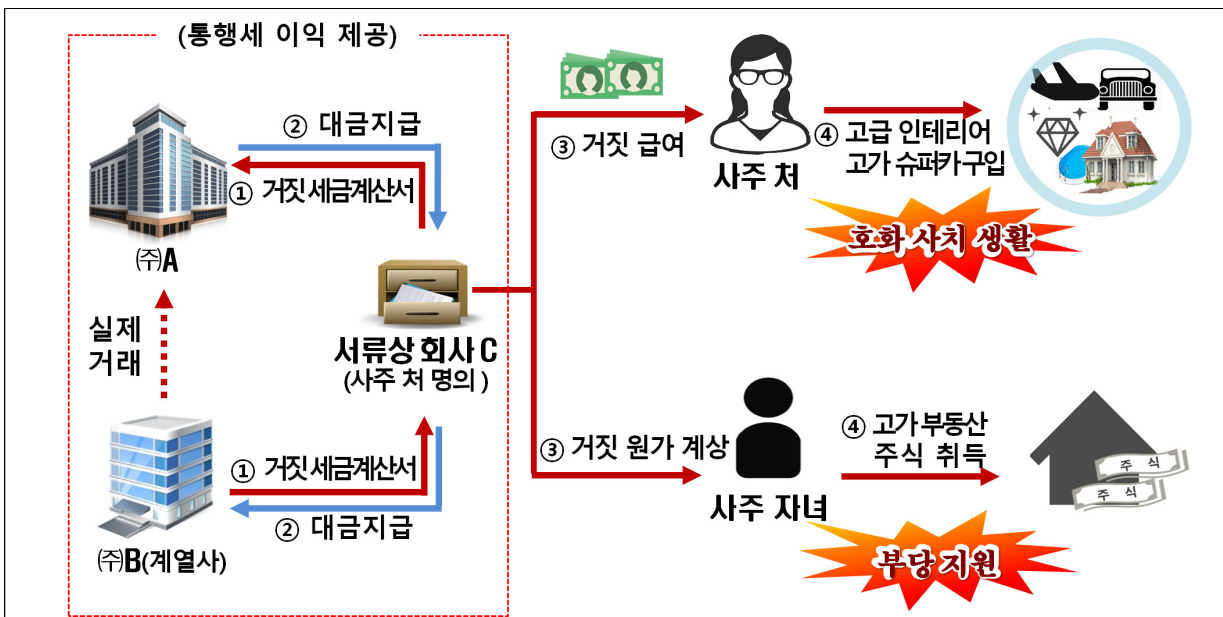 (통행세 이익 제공)
② 대금지급
① 거짓 세금계산서
㈜A
실제
거래
서류상 회사 C
(사주 처 명의 )
① 거짓 세금계산서
② 대금지급
㈜B(계열사)
③ 거짓 급여
사주 처
④ 고급 인테리어
고가 슈퍼카 구입
호화 사치 생활
③ 거짓 원가 계상
사주 자녀
④ 고가 부동산
주식 취득
주 식
주 식
부당 지원